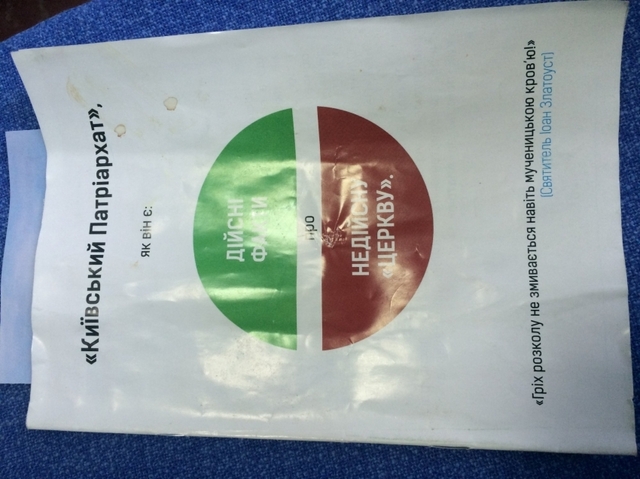 «Київський Патріархат»,
як він є:
ДІЙСНІ
ФАКТИ
про
НЕДІЙСНУ
«ЦЕРКВУ».
«Гріх розколу не змивається навіть мученицькою кров'ю!»
(Святитель Іоан Златоуст)